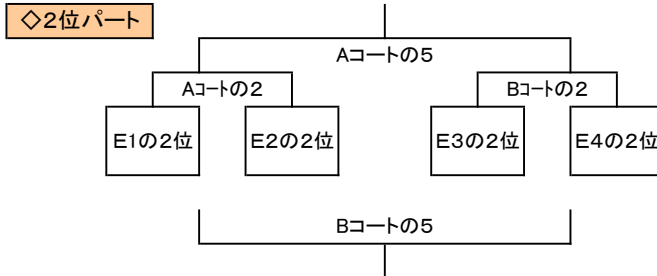 ◇2位パート
Aコートの5
Aコートの2
Bコートの2
E1の2位
E2の2位
E3の2位
E4の2位
Bコートの5